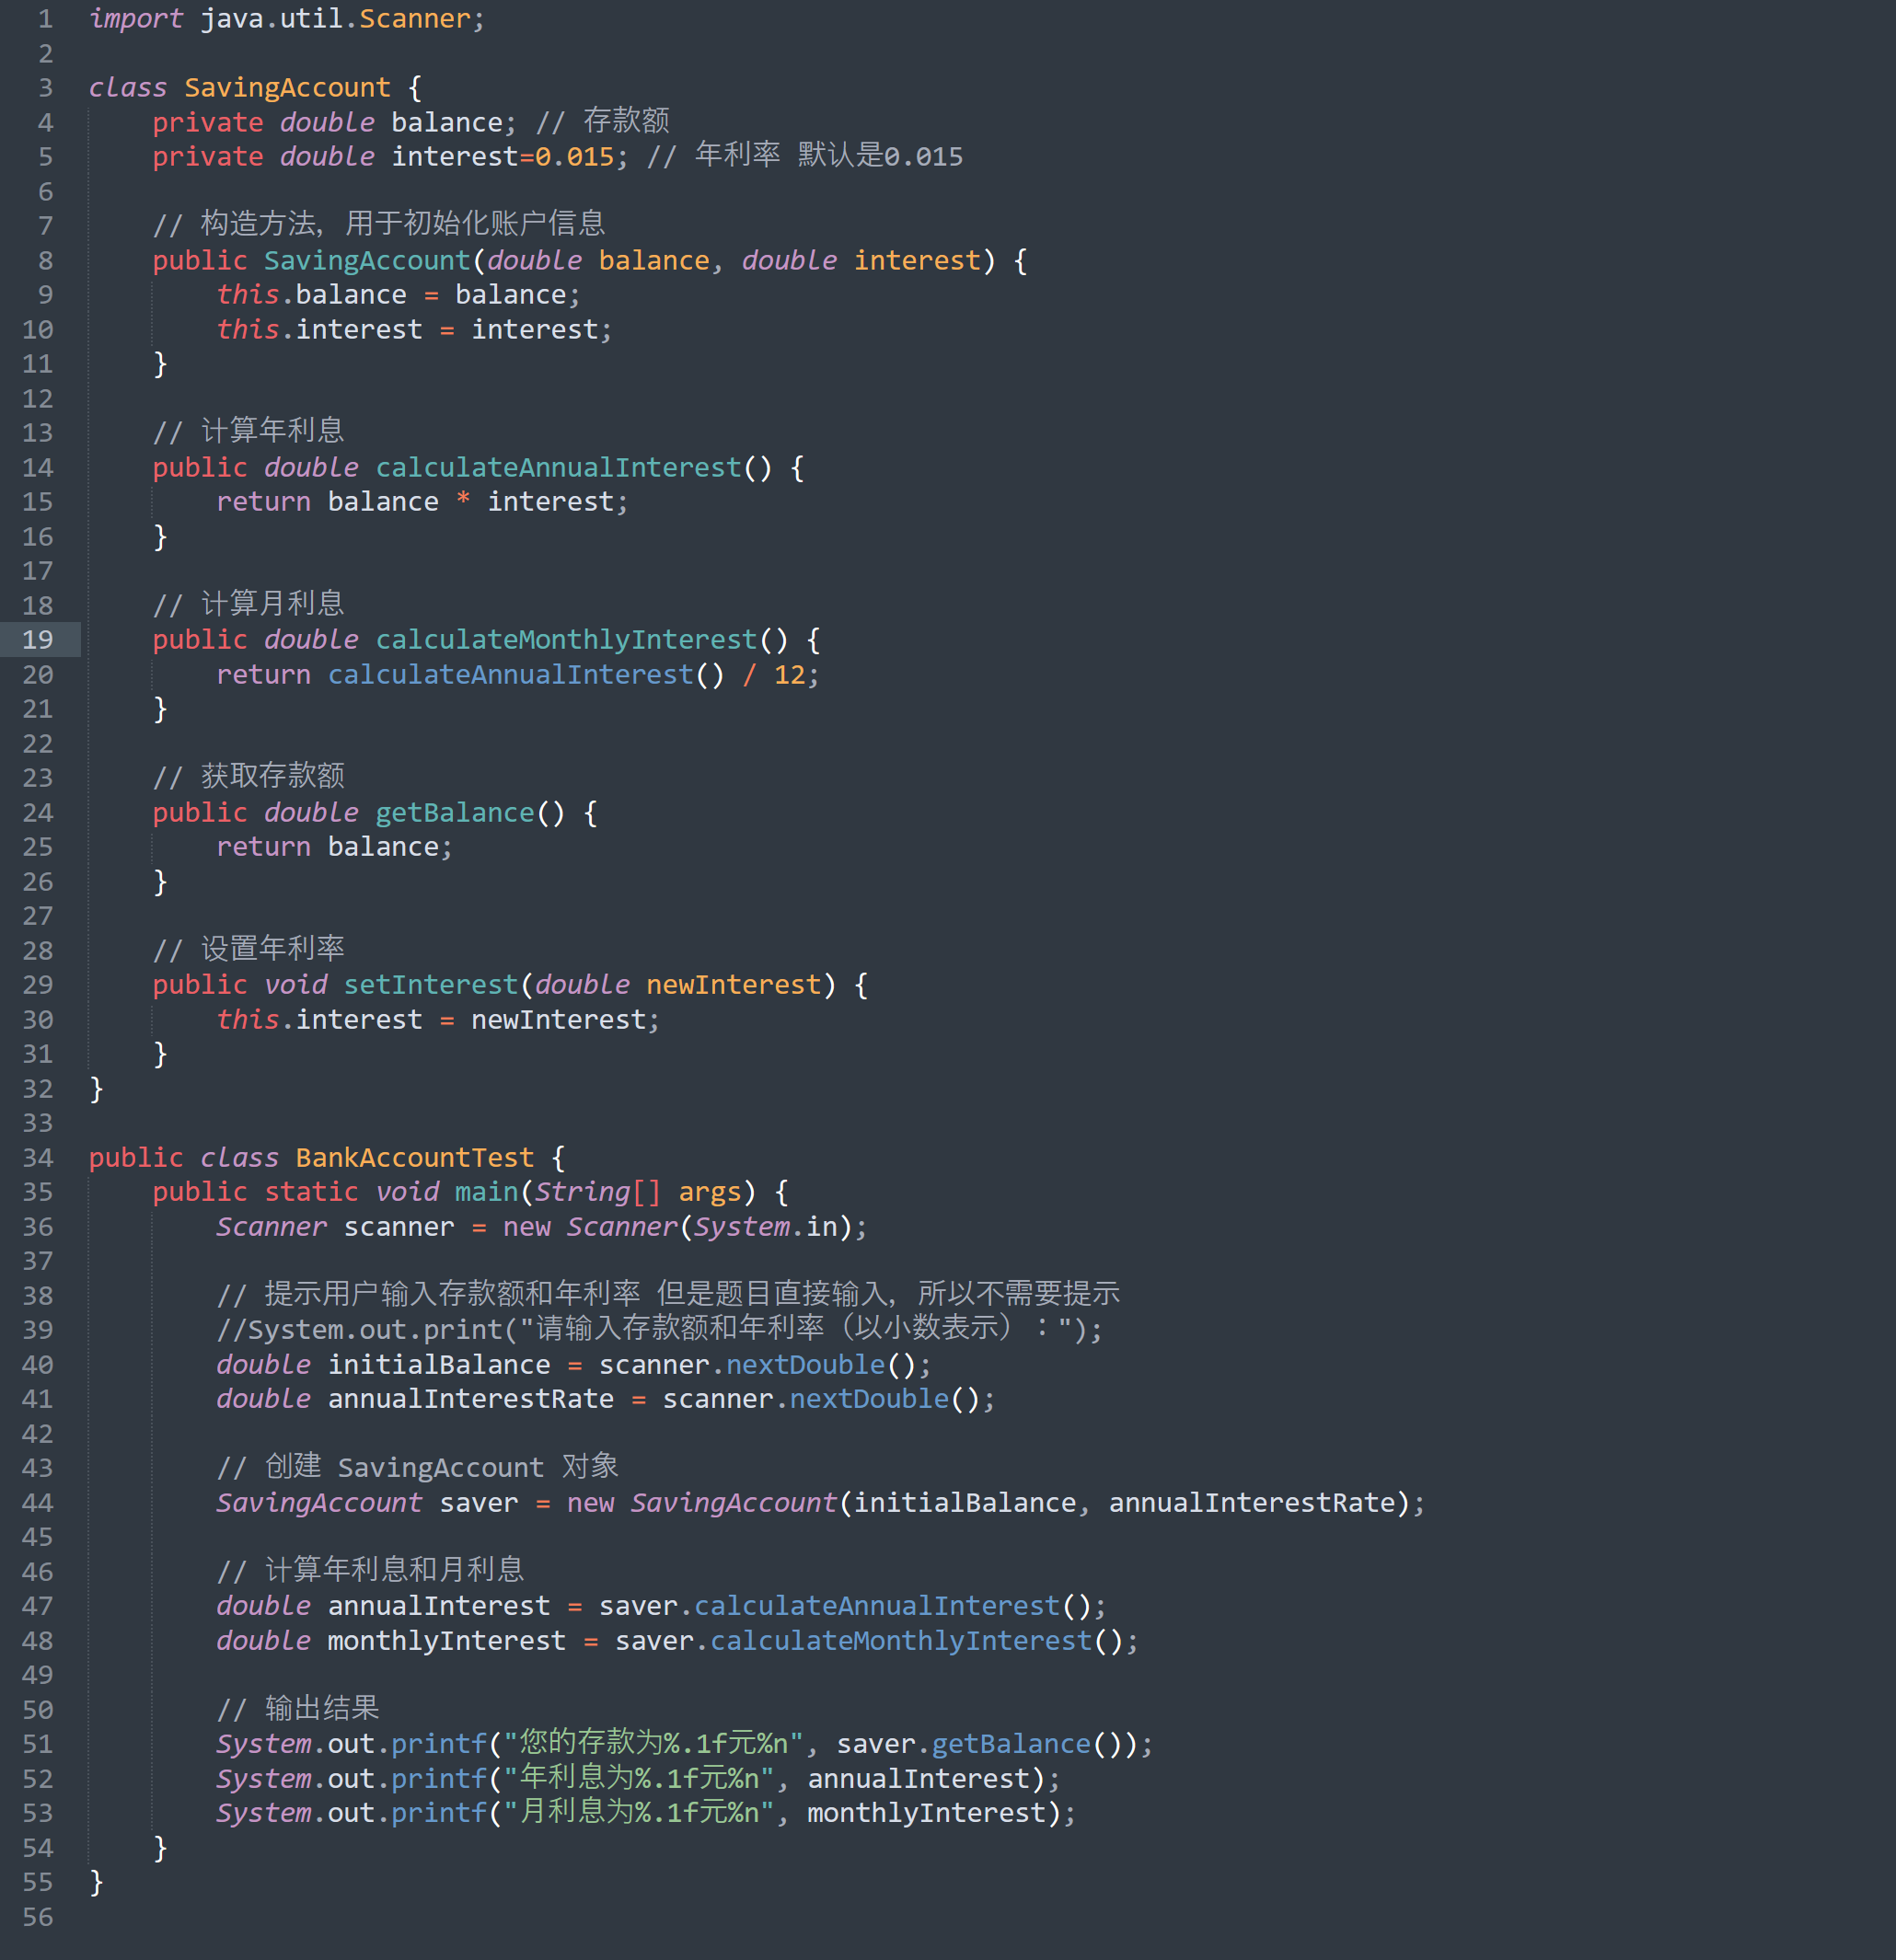 1 import java.util.Scanner;
2
3 class SavingAccount {
4     private double balance; // 存款额
5     private double interest=0.015; // 年利率 默认是0.015
6
7     // 构造方法, 用于初始化账户信息
8     public SavingAccount(double balance, double interest) {
9         this.balance = balance;
10         this.interest = interest;
11     }
12
13     // 计算年利息
14     public double calculateAnnualInterest() {
15         return balance * interest;
16     }
17
18     // 计算月利息
19     public double calculateMonthlyInterest() {
20         return calculateAnnualInterest() / 12;
21     }
22
23     // 获取存款额
24     public double getBalance() {
25         return balance;
26     }
27
28     // 设置年利率
29     public void setInterest(double newInterest) {
30         this.interest = newInterest;
31     }
32 }
33
34 public class BankAccountTest {
35     public static void main(String[] args) {
36         Scanner scanner = new Scanner(System.in);
37
38         // 提示用户输入存款额和年利率 但是题目直接输入, 所以不需要提示
39         //System.out.print("请输入存款额和年利率（以小数表示）：");
40         double initialBalance = scanner.nextDouble();
41         double annualInterestRate = scanner.nextDouble();
42
43         // 创建 SavingAccount 对象
44         SavingAccount saver = new SavingAccount(initialBalance, annualInterestRate);
45
46         // 计算年利息和月利息
47         double annualInterest = saver.calculateAnnualInterest();
48         double monthlyInterest = saver.calculateMonthlyInterest();
49
50         // 输出结果
51         System.out.printf("您的存款为%.1f元%n", saver.getBalance());
52         System.out.printf("年利息为%.1f元%n", annualInterest);
53         System.out.printf("月利息为%.1f元%n", monthlyInterest);
54     }
55 }
56